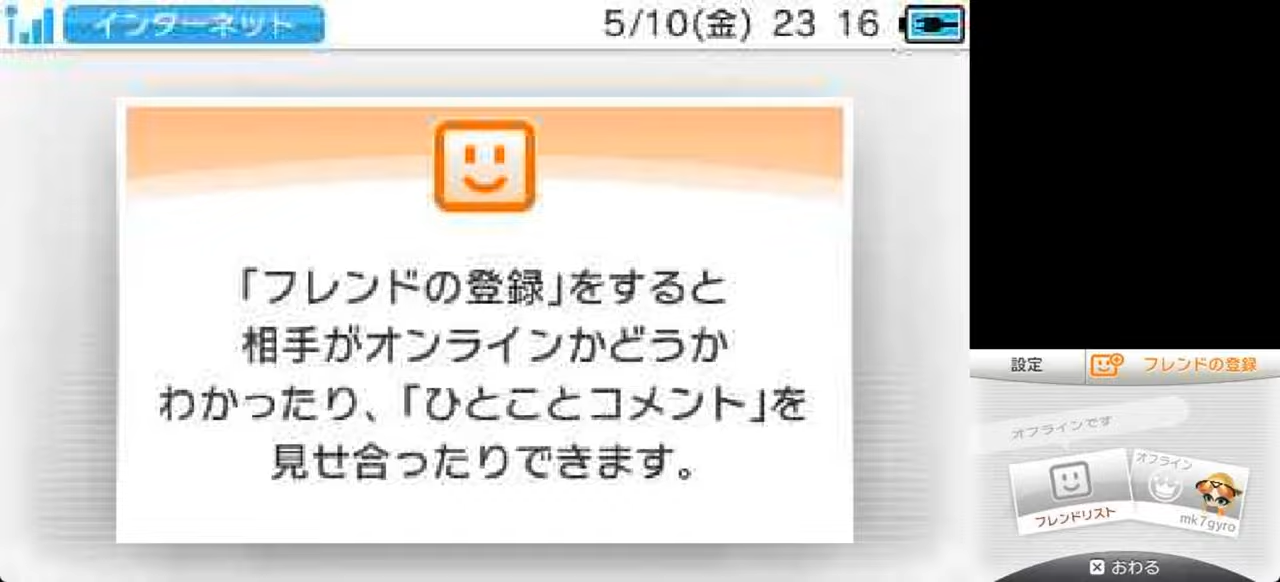 インターネット
5/10(金) 23 16
「フレンドの登録」をすると
相手がオンラインかどうか
わかったり、「ひとことコメント」を
見せ合ったりできます。
設定
フレンドの登録
オフラインです
オフライン
フレンドリスト
mk7gyro
おわる